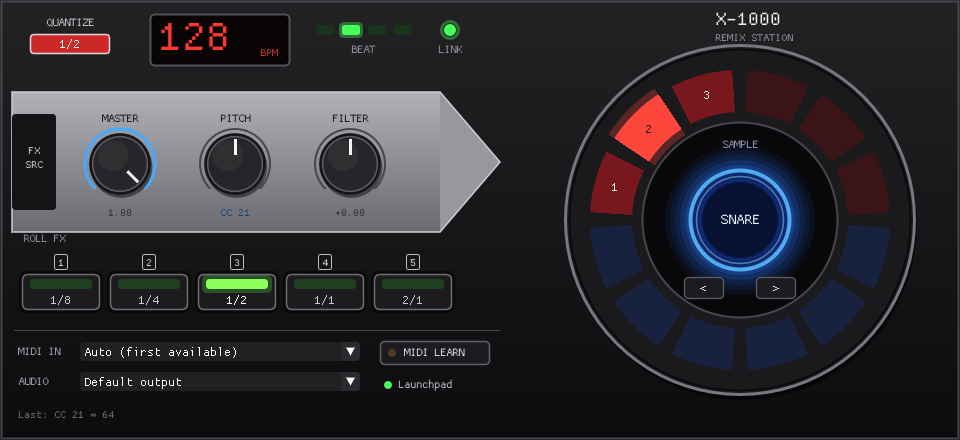 QUANTIZE
1/2
128
BPM
BEAT
LINK
X-1000
REMIX STATION
FX
SRC
MASTER
PITCH
FILTER
1.00
CC 21
+0.00
1
2
3
SAMPLE
SNARE
<
>
ROLL FX
1
2
3
4
5
1/8
1/4
1/2
1/1
2/1
MIDI IN
Auto (first available)
MIDI LEARN
AUDIO
Default output
Launchpad
Last: CC 21 = 64